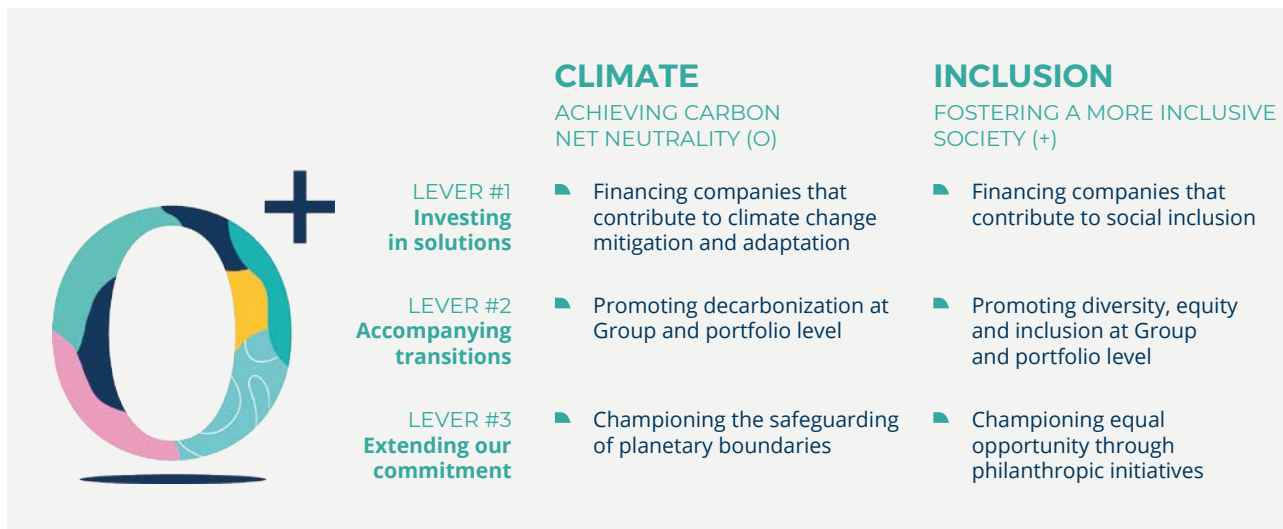 CLIMATE
ACHIEVING CARBON
NET NEUTRALITY (O)
INCLUSION
FOSTERING A MORE INCLUSIVE
SOCIETY (+)
O+
LEVER #1
Investing
in solutions
Financing companies that
contribute to climate change
mitigation and adaptation
Financing companies that
contribute to social inclusion
LEVER #2
Accompanying
transitions
Promoting decarbonization at
Group and portfolio level
Promoting diversity, equity
and inclusion at Group
and portfolio level
LEVER #3
Extending our
commitment
Championing the safeguarding
of planetary boundaries
Championing equal
opportunity through
philanthropic initiatives